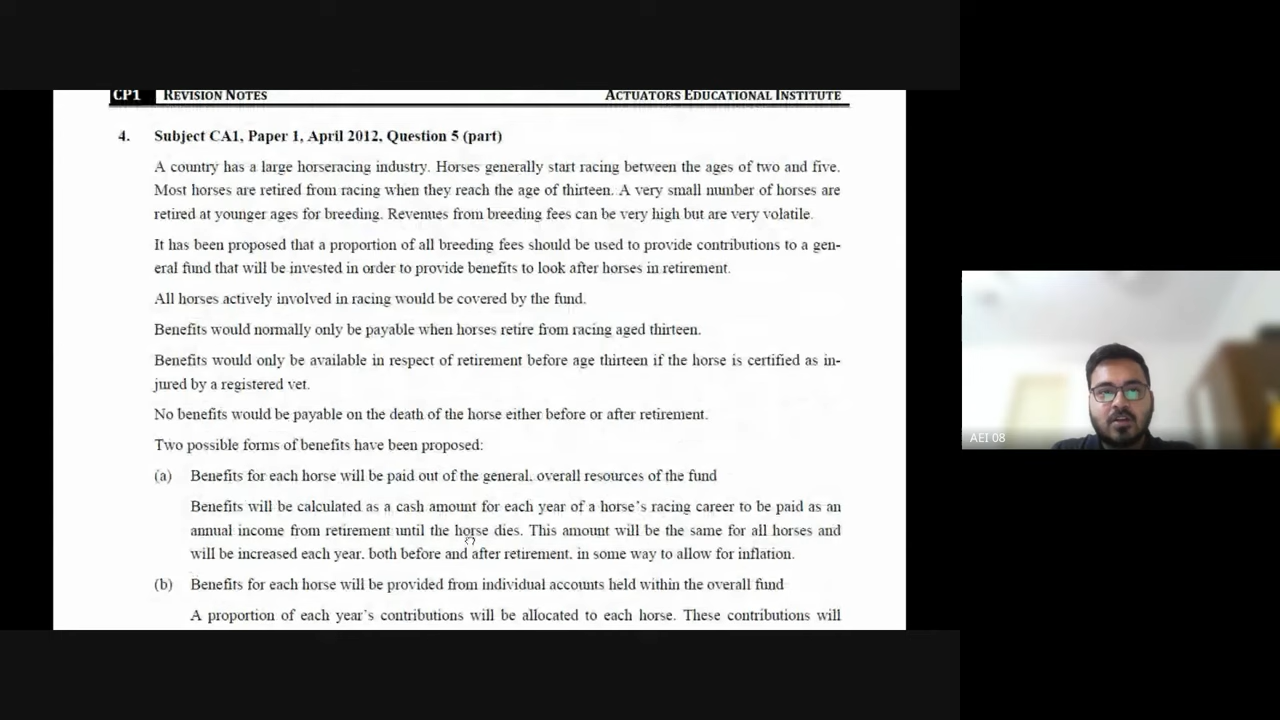 CP1 REVISION NOTES ACTUATORS EDUCATIONAL INSTITUTE
4. Subject CA1, Paper 1, April 2012, Question 5 (part)
A country has a large horseracing industry. Horses generally start racing between the ages of two and five.
Most horses are retired from racing when they reach the age of thirteen. A very small number of horses are
retired at younger ages for breeding. Revenues from breeding fees can be very high but are very volatile.
It has been proposed that a proportion of all breeding fees should be used to provide contributions to a gen-
eral fund that will be invested in order to provide benefits to look after horses in retirement.
All horses actively involved in racing would be covered by the fund.
Benefits would normally only be payable when horses retire from racing aged thirteen.
Benefits would only be available in respect of retirement before age thirteen if the horse is certified as in-
jured by a registered vet.
No benefits would be payable on the death of the horse either before or after retirement.
Two possible forms of benefits have been proposed:
(a) Benefits for each horse will be paid out of the general, overall resources of the fund
Benefits will be calculated as a cash amount for each year of a horse's racing career to be paid as an
annual income from retirement until the horse dies. This amount will be the same for all horses and
will be increased each year, both before and after retirement, in some way to allow for inflation.
(b) Benefits for each horse will be provided from individual accounts held within the overall fund
A proportion of each year's contributions will be allocated to each horse. These contributions will
AEI 08